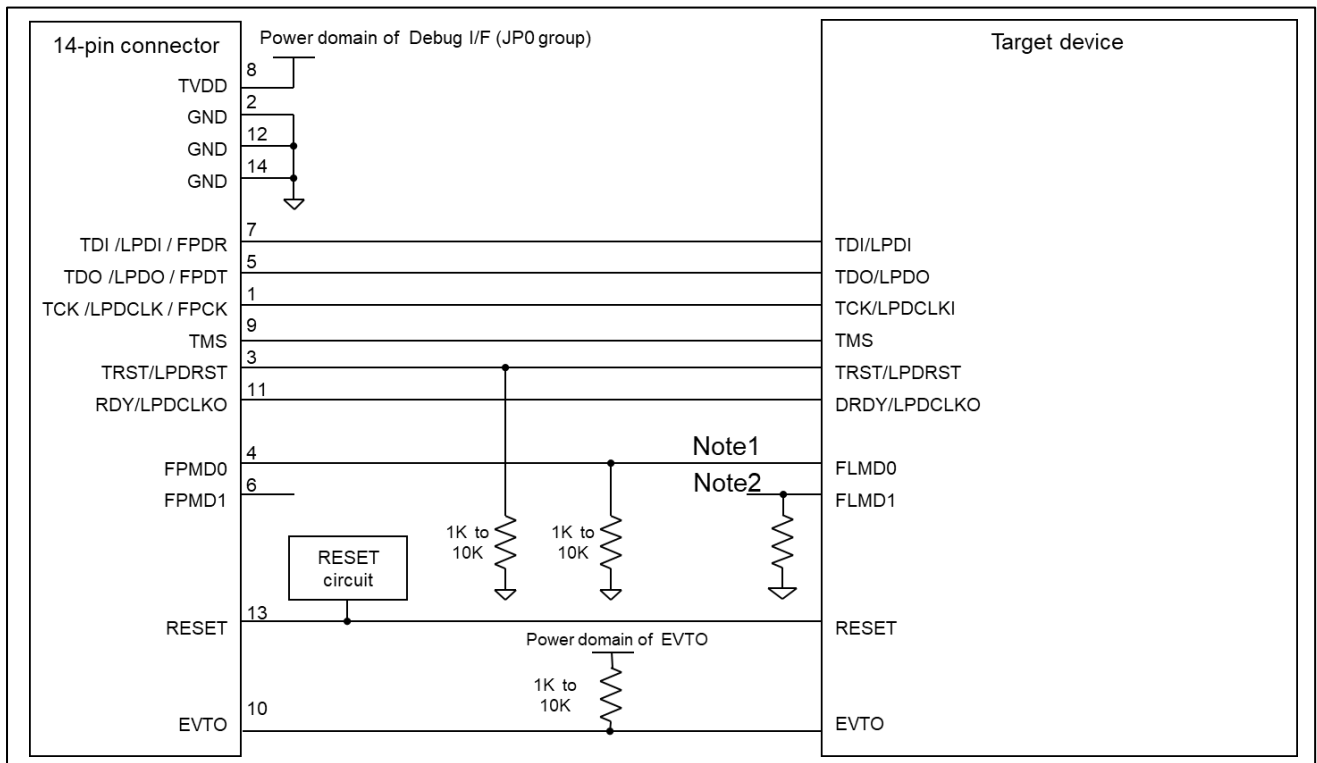 14-pin connector
Power domain of Debug I/F (JP0 group)
Target device
8
TVDD
2
GND
12
GND
14
GND
7
TDI /LPDI / FPDR
TDI/LPDI
5
TDO /LPDO / FPDT
TDO/LPDO
1
TCK /LPDCLK / FPCK
TCK/LPDCLKI
9
TMS
TMS
3
TRST/LPDRST
TRST/LPDRST
11
RDY/LPDCLKO
DRDY/LPDCLKO
4
Note1
FPMD0
FLMD0
6
Note2
FPMD1
FLMD1
1K to
10K
1K to
10K
RESET
circuit
13
RESET
RESET
Power domain of EVTO
1K to
10K
10
EVTO
EVTO